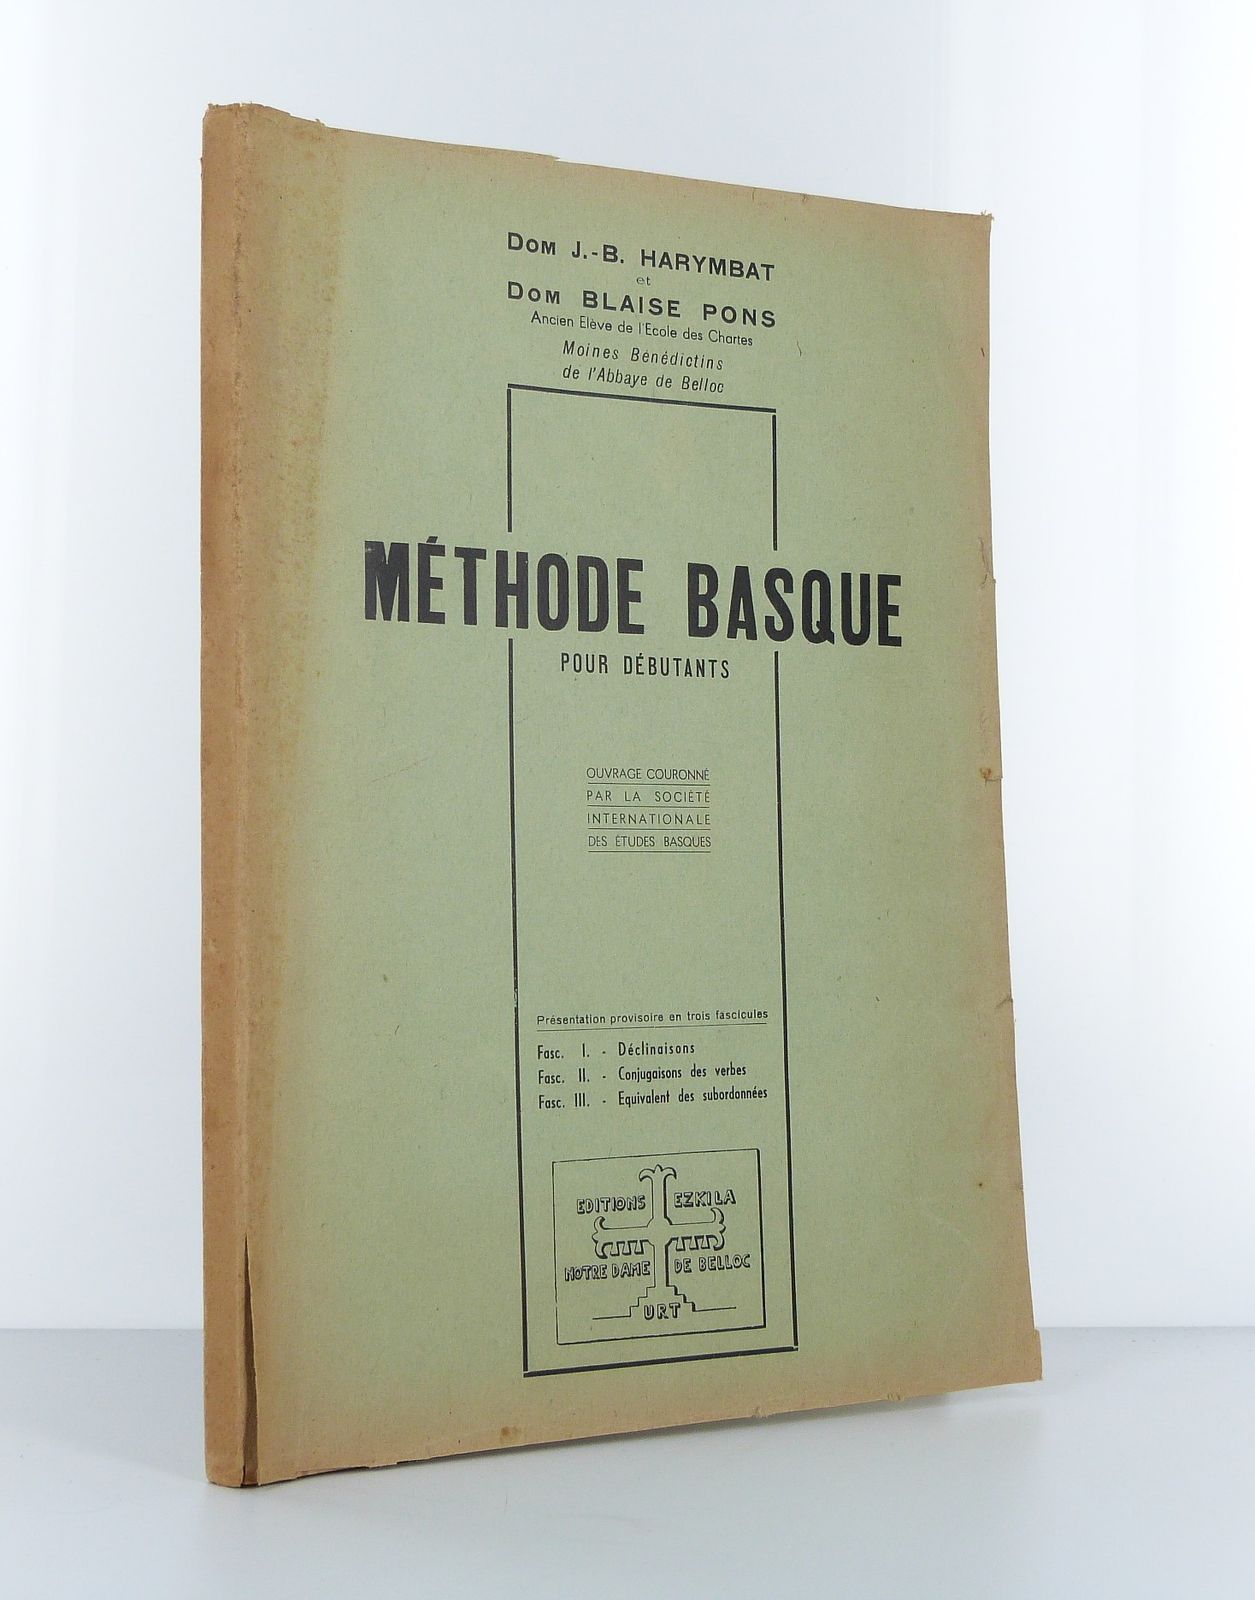 Dom J.-B. HARYMBAT
et
Dom BLAISE PONS
Ancien Elève de l'Ecole des Chartes
Moines Bénédictins
de l'Abbaye de Belloc
MÉTHODE BASQUE
POUR DÉBUTANTS
OUVRAGE COURONNÉ
PAR LA SOCIÉTÉ
INTERNATIONALE
DES ÉTUDES BASQUES
Présentation provisoire en trois fascicules
Fasc. I. - Déclinaisons
Fasc. II. - Conjugaisons des verbes
Fasc. III. - Equivalent des subordonnées
EDITIONS EZKILA
NOTRE DAME DE BELLOC
URT